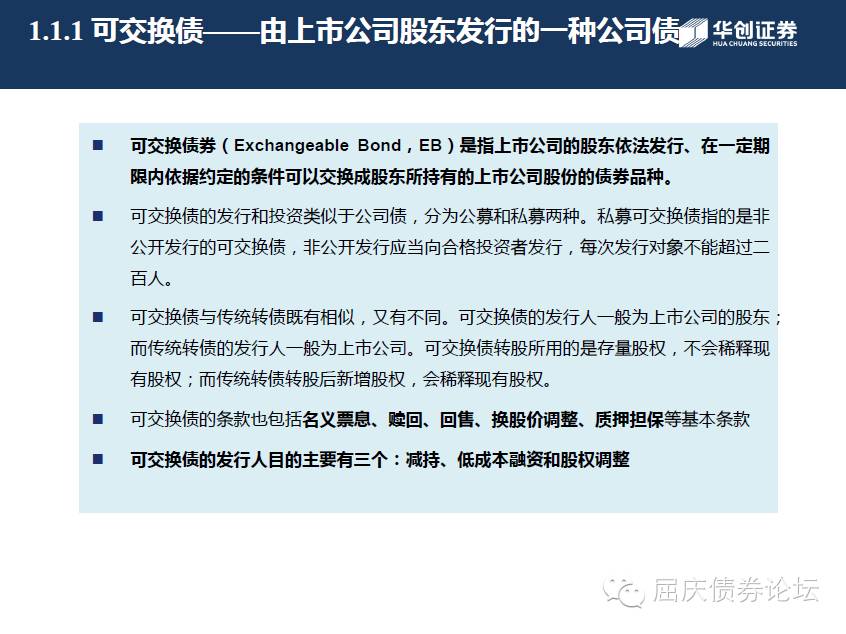 1.1.1 可交换债——由上市公司股东发行的一种公司债
华创证券
HUA CHUANG SECURITIES
■ 可交换债券（Exchangeable Bond，EB）是指上市公司的股东依法发行、在一定期
限内依据约定的条件可以交换成股东所持有的上市公司股份的债券品种。
■ 可交换债的发行和投资类似于公司债，分为公募和私募两种。私募可交换债指的是非
公开发行的可交换债，非公开发行应当向合格投资者发行，每次发行对象不能超过二
百人。
■ 可交换债与传统转债既有相似，又有不同。可交换债的发行人一般为上市公司的股东；
而传统转债的发行人一般为上市公司。可交换债转股所用的是存量股权，不会稀释现
有股权；而传统转债转股后新增股权，会稀释现有股权。
■ 可交换债的条款也包括名义票息、赎回、回售、换股价调整、质押担保等基本条款
■ 可交换债的发行人目的主要有三个：减持、低成本融资和股权调整
屈庆债券论坛